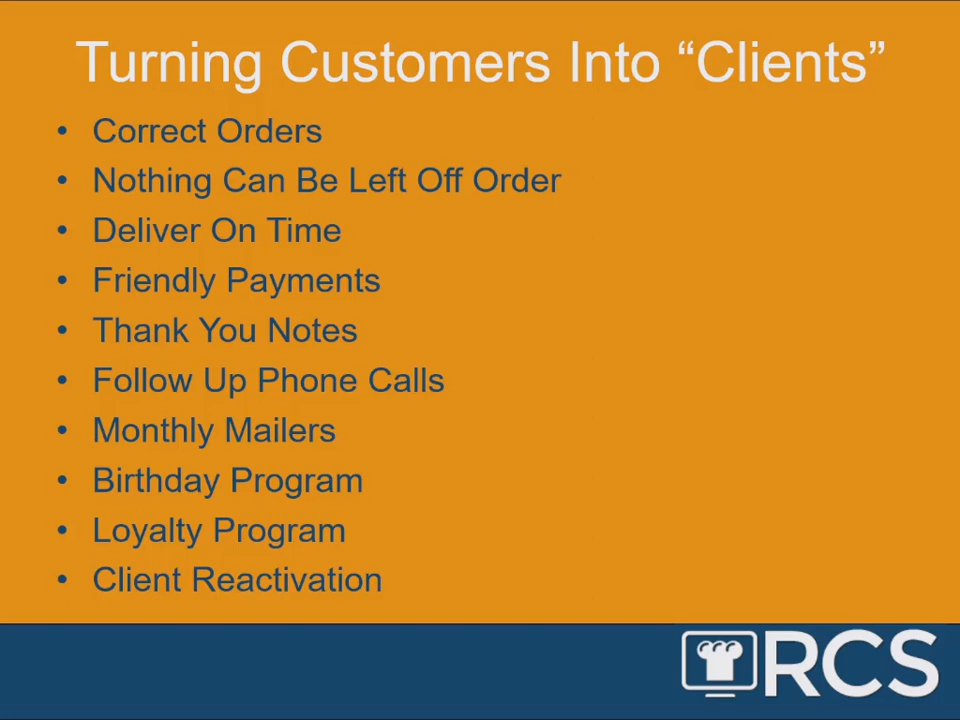 Turning Customers Into “Clients”
• Correct Orders
• Nothing Can Be Left Off Order
• Deliver On Time
• Friendly Payments
• Thank You Notes
• Follow Up Phone Calls
• Monthly Mailers
• Birthday Program
• Loyalty Program
• Client Reactivation
RCS